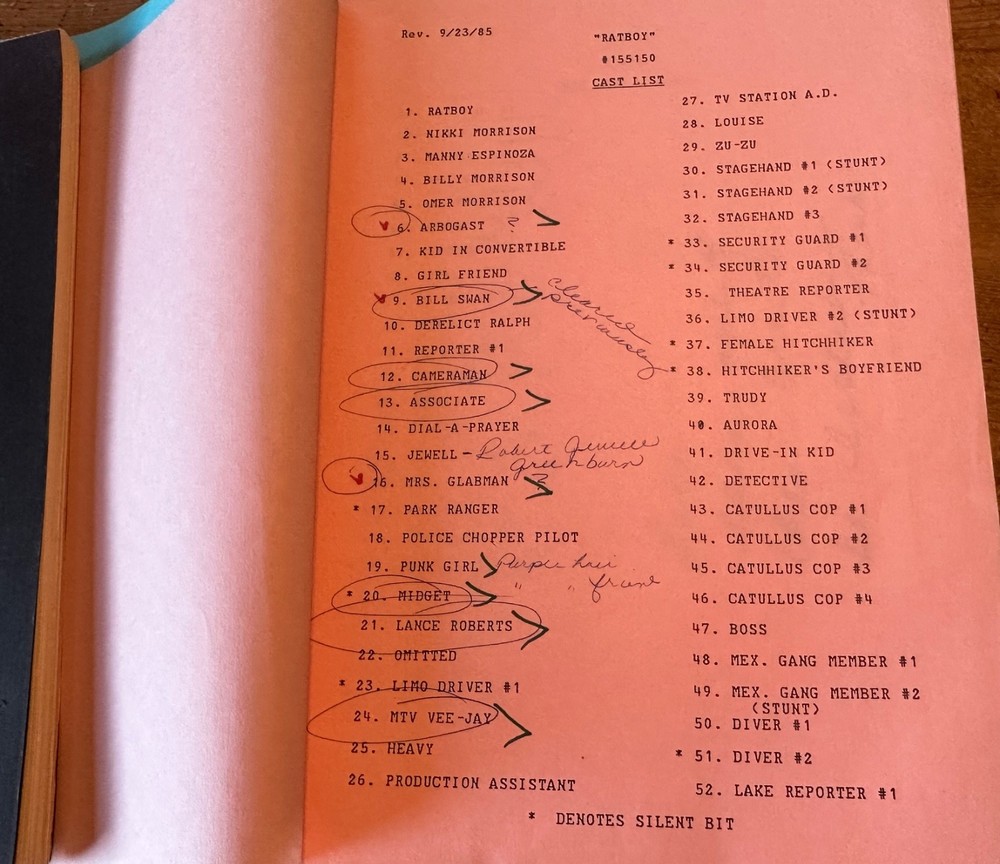 Rev. 9/23/85
"RATBOY"
#155150
CAST LIST
1. RATBOY
2. NIKKI MORRISON
3. MANNY ESPINOZA
4. BILLY MORRISON
5. OMER MORRISON
6. ARBOGAST ? >
7. KID IN CONVERTIBLE
8. GIRL FRIEND
9. BILL SWAN > cleared
previously
10. DERELICT RALPH
11. REPORTER #1
12. CAMERAMAN >
13. ASSOCIATE >
14. DIAL-A-PRAYER
15. JEWELL - Robert
16. MRS. GLABMAN ? >
* 17. PARK RANGER
18. POLICE CHOPPER PILOT
19. PUNK GIRL > Purple hair
* 20. MIDGET > " "
21. LANCE ROBERTS >
22. OMITTED
* 23. LIMO DRIVER #1
24. MTV VEE-JAY >
25. HEAVY
26. PRODUCTION ASSISTANT
27. TV STATION A.D.
28. LOUISE
29. ZU-ZU
30. STAGEHAND #1 (STUNT)
31. STAGEHAND #2 (STUNT)
32. STAGEHAND #3
* 33. SECURITY GUARD #1
* 34. SECURITY GUARD #2
35. THEATRE REPORTER
36. LIMO DRIVER #2 (STUNT)
* 37. FEMALE HITCHHIKER
* 38. HITCHHIKER'S BOYFRIEND
39. TRUDY
40. AURORA
41. DRIVE-IN KID
42. DETECTIVE
43. CATULLUS COP #1
44. CATULLUS COP #2
45. CATULLUS COP #3
46. CATULLUS COP #4
47. BOSS
48. MEX. GANG MEMBER #1
49. MEX. GANG MEMBER #2
(STUNT)
50. DIVER #1
* 51. DIVER #2
52. LAKE REPORTER #1
* DENOTES SILENT BIT